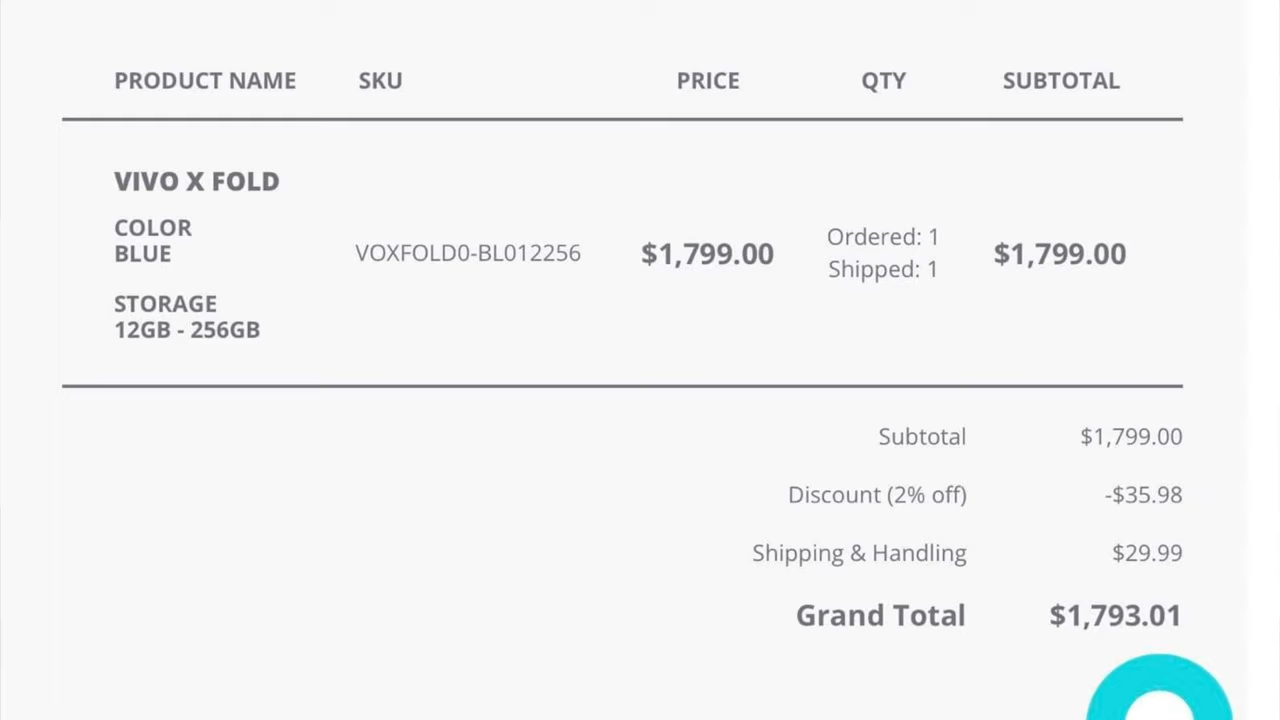 PRODUCT NAME SKU PRICE QTY SUBTOTAL
VIVO X FOLD
COLOR
BLUE
VOXFOLD0-BL012256 $1,799.00 Ordered: 1 $1,799.00
Shipped: 1
STORAGE
12GB - 256GB
Subtotal $1,799.00
Discount (2% off) -$35.98
Shipping & Handling $29.99
Grand Total $1,793.01